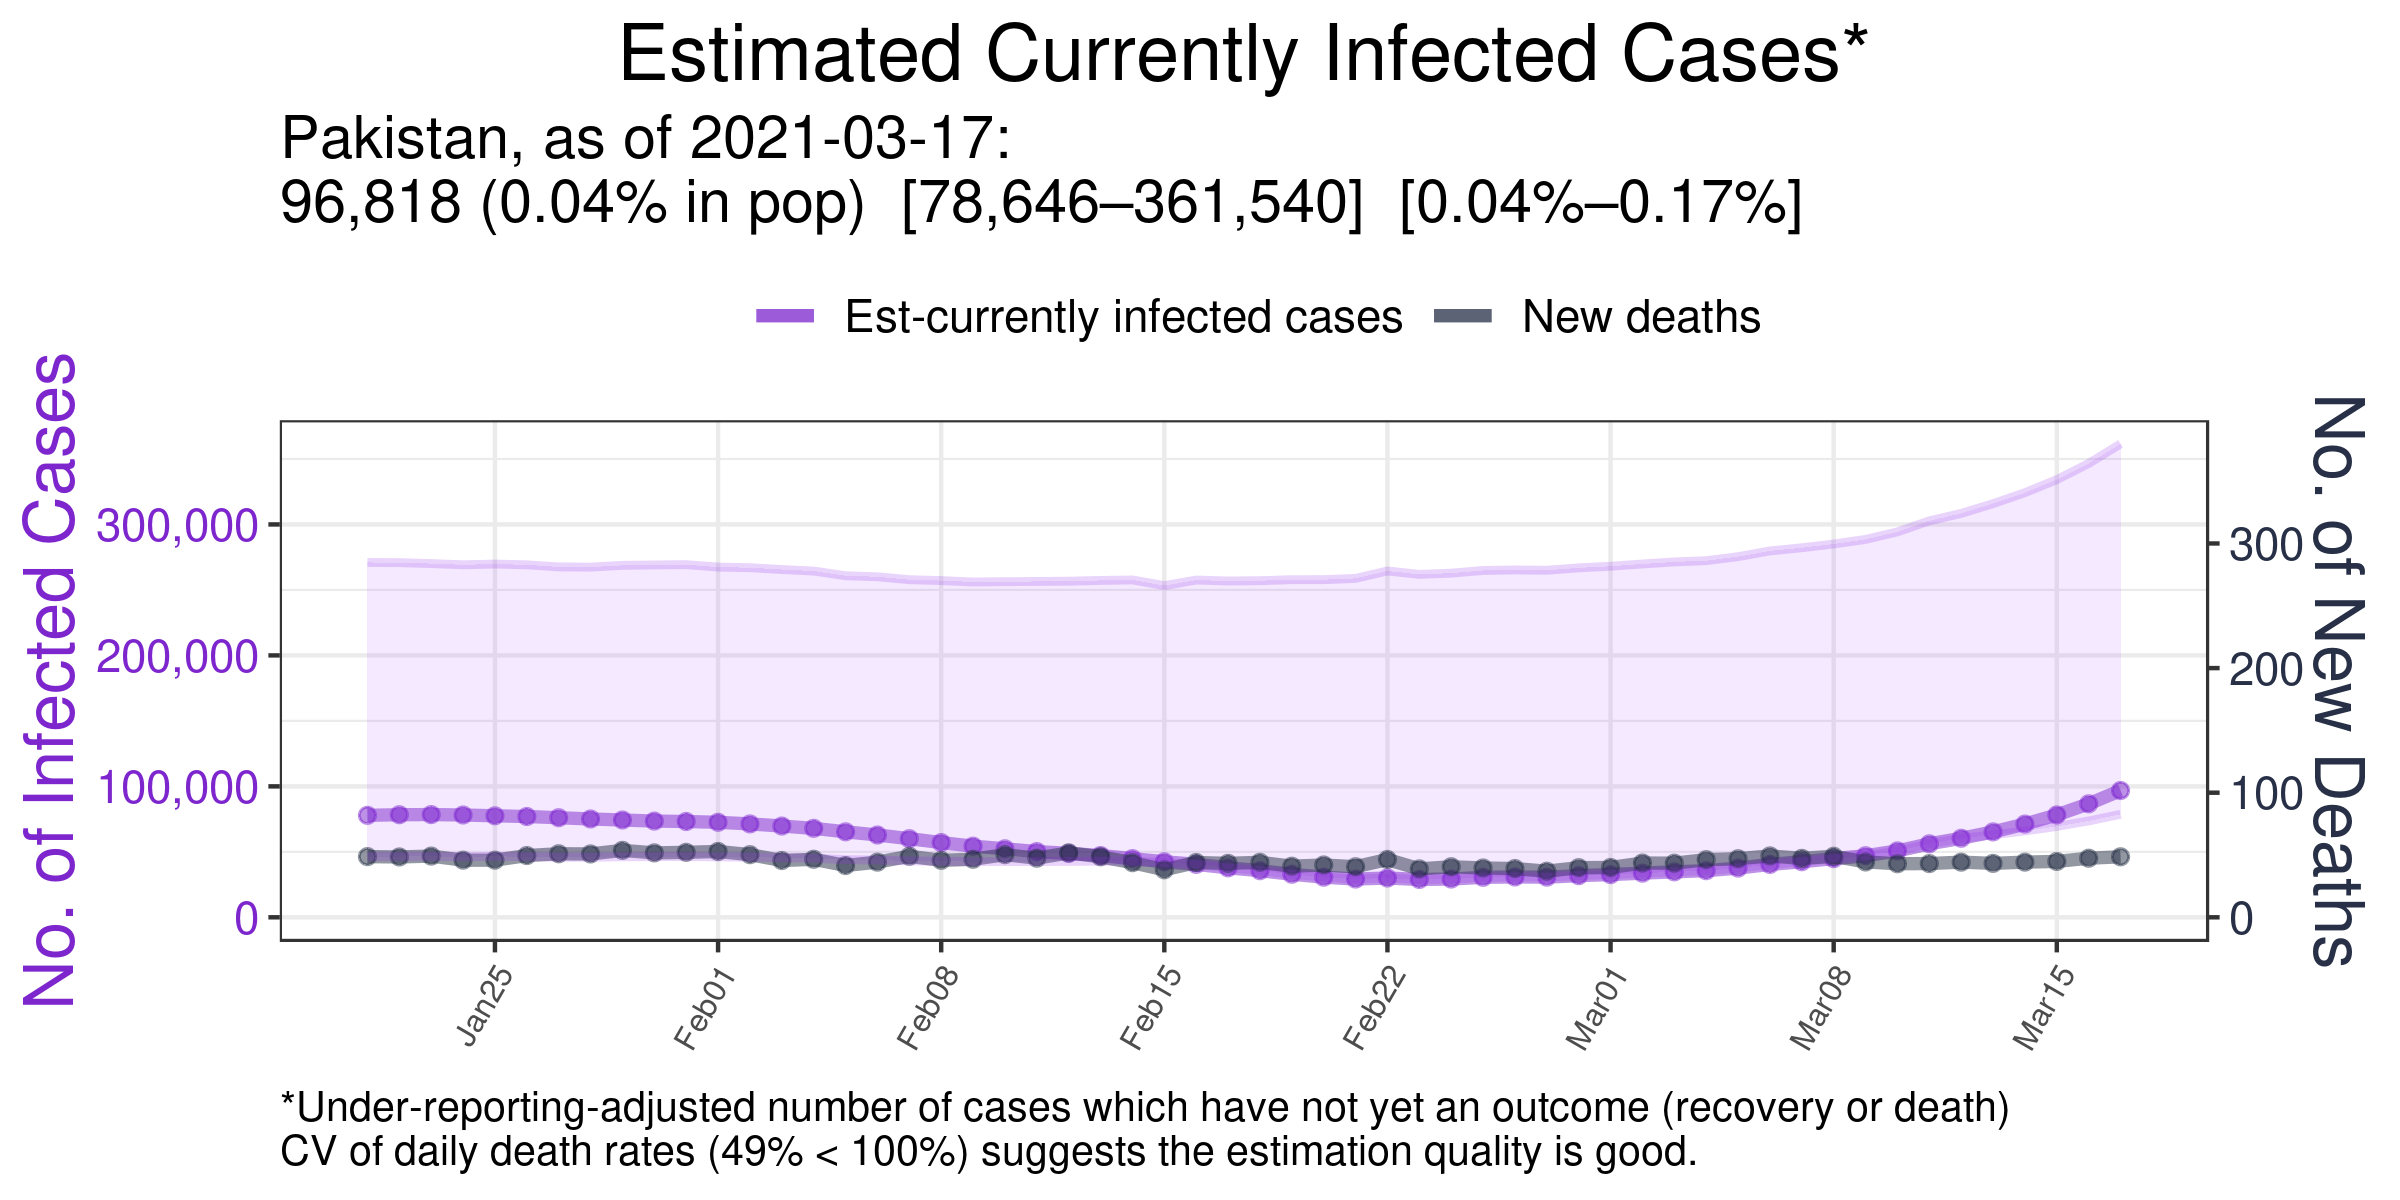 Estimated Currently Infected Cases*
Pakistan, as of 2021-03-17:
96,818 (0.04% in pop)  [78,646–361,540]  [0.04%–0.17%]
Est-currently infected cases
New deaths
No. of Infected Cases
300,000
200,000
100,000
0
No. of New Deaths
300
200
100
0
Jan25
Feb01
Feb08
Feb15
Feb22
Mar01
Mar08
Mar15
*Under-reporting-adjusted number of cases which have not yet an outcome (recovery or death)
CV of daily death rates (49% < 100%) suggests the estimation quality is good.